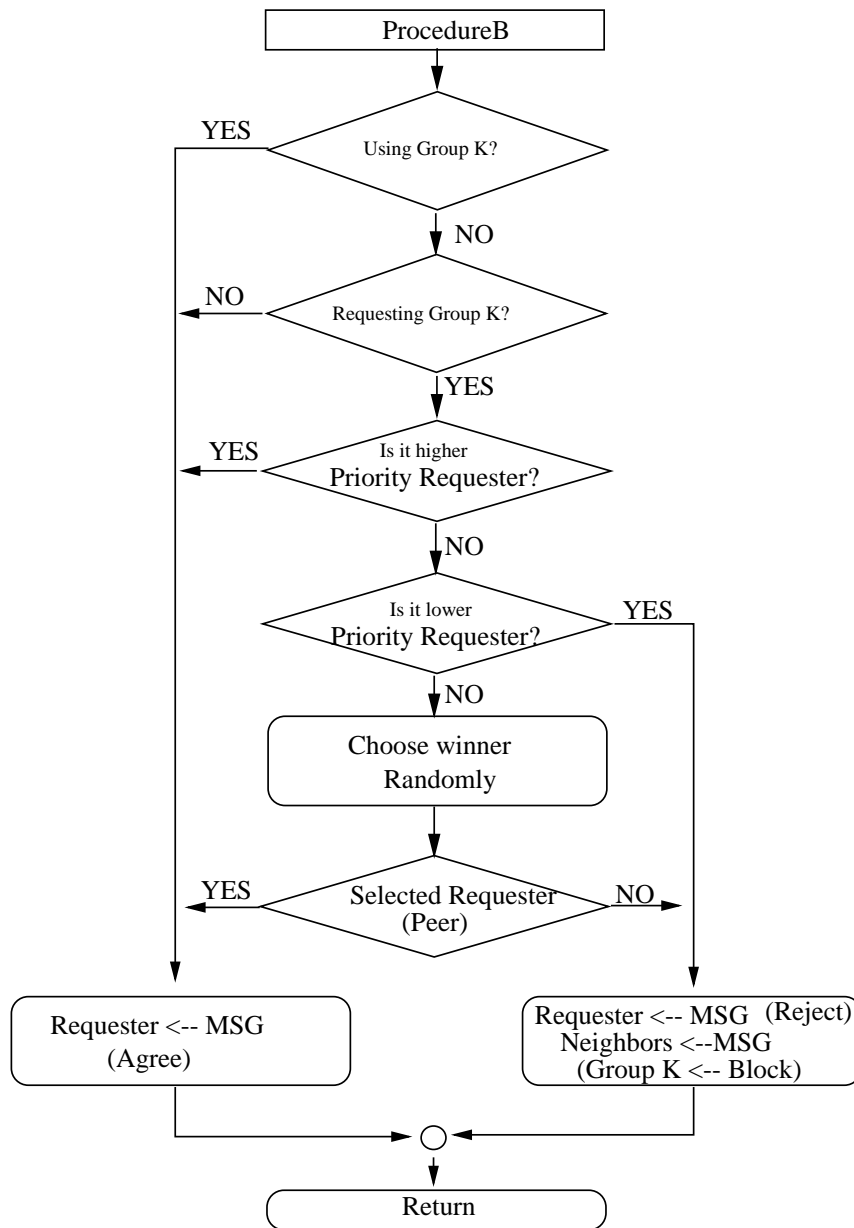 ProcedureB
YES
Using Group K?
NO
NO
Requesting Group K?
YES
YES
Is it higher
Priority Requester?
NO
Is it lower
Priority Requester?
YES
NO
Choose winner
Randomly
YES
Selected Requester
(Peer)
NO
Requester <-- MSG
(Agree)
Requester <-- MSG (Reject)
Neighbors <--MSG
(Group K <-- Block)
Return